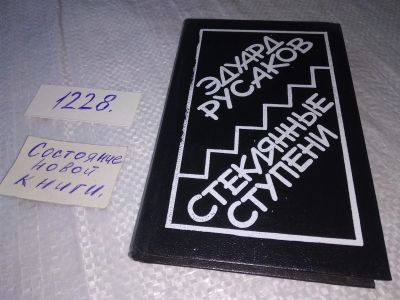 1228.
Состояние
новой
книги.
ЭДУАРД
РУСАКОВ
СТЕКЛЯННЫЕ
СТУПЕНИ